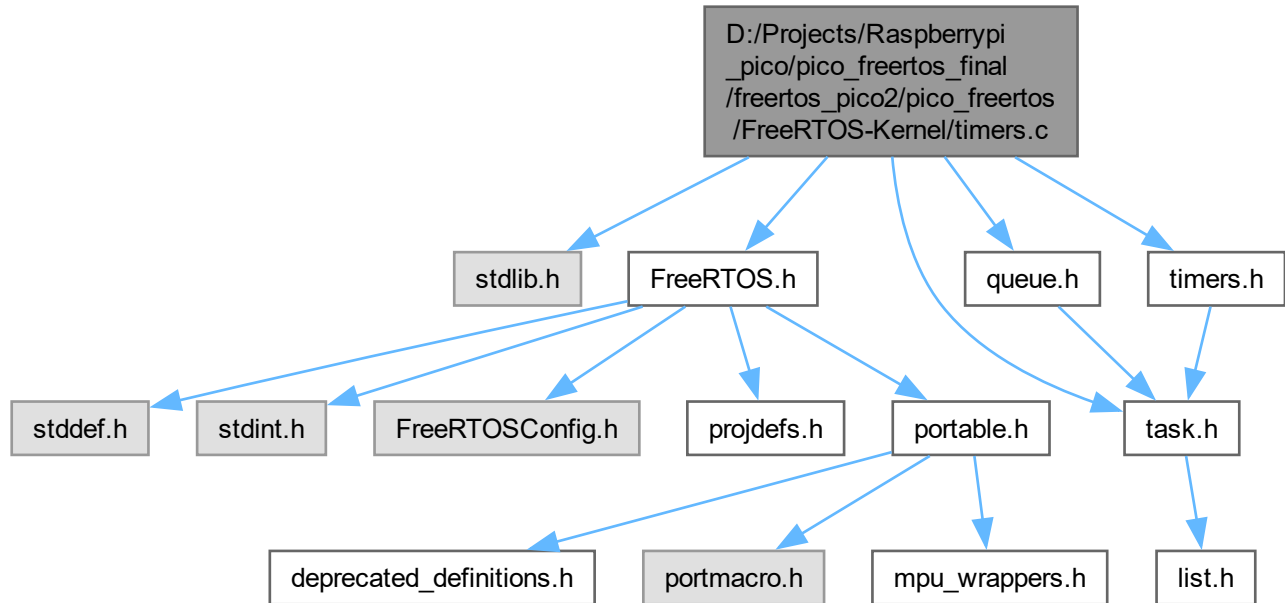 D:/Projects/Raspberrypi
_pico/pico_freertos_final
/freertos_pico2/pico_freertos
/FreeRTOS-Kernel/timers.c
stdlib.h
FreeRTOS.h
queue.h
timers.h
stddef.h
stdint.h
FreeRTOSConfig.h
projdefs.h
portable.h
task.h
deprecated_definitions.h
portmacro.h
mpu_wrappers.h
list.h